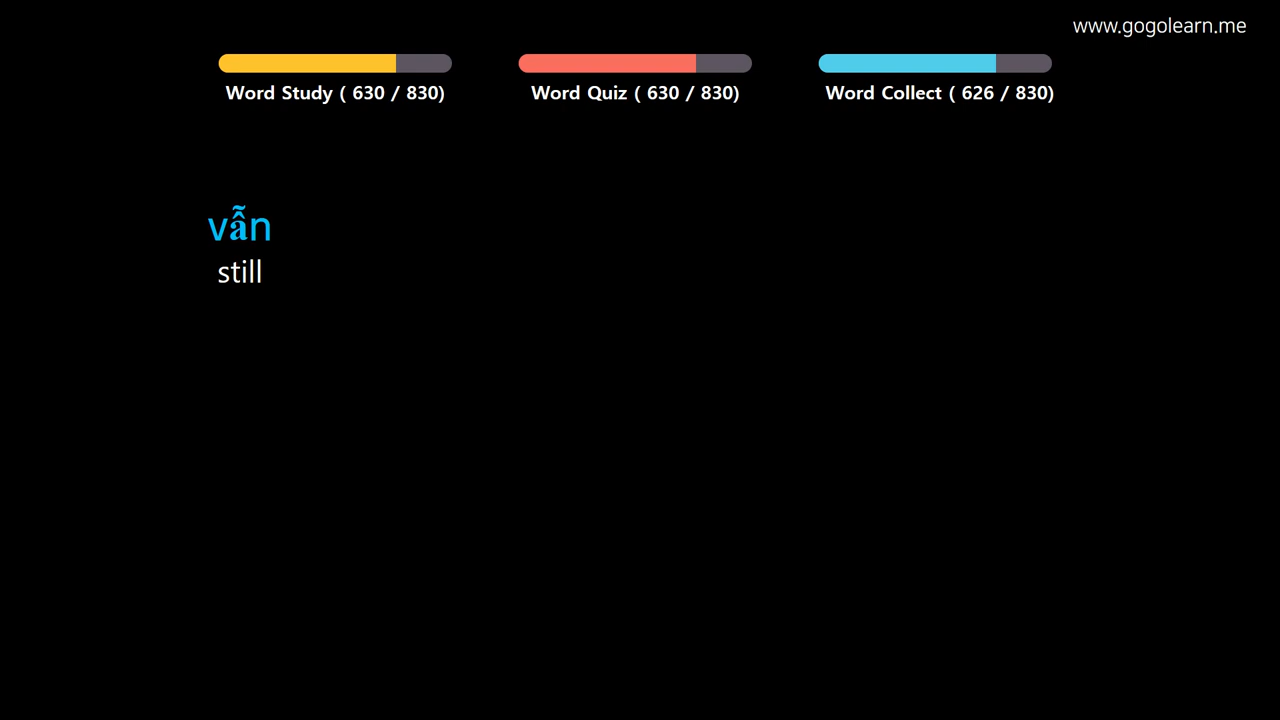 www.gogolearn.me
Word Study ( 630 / 830)
Word Quiz ( 630 / 830)
Word Collect ( 626 / 830)
vẫn
still